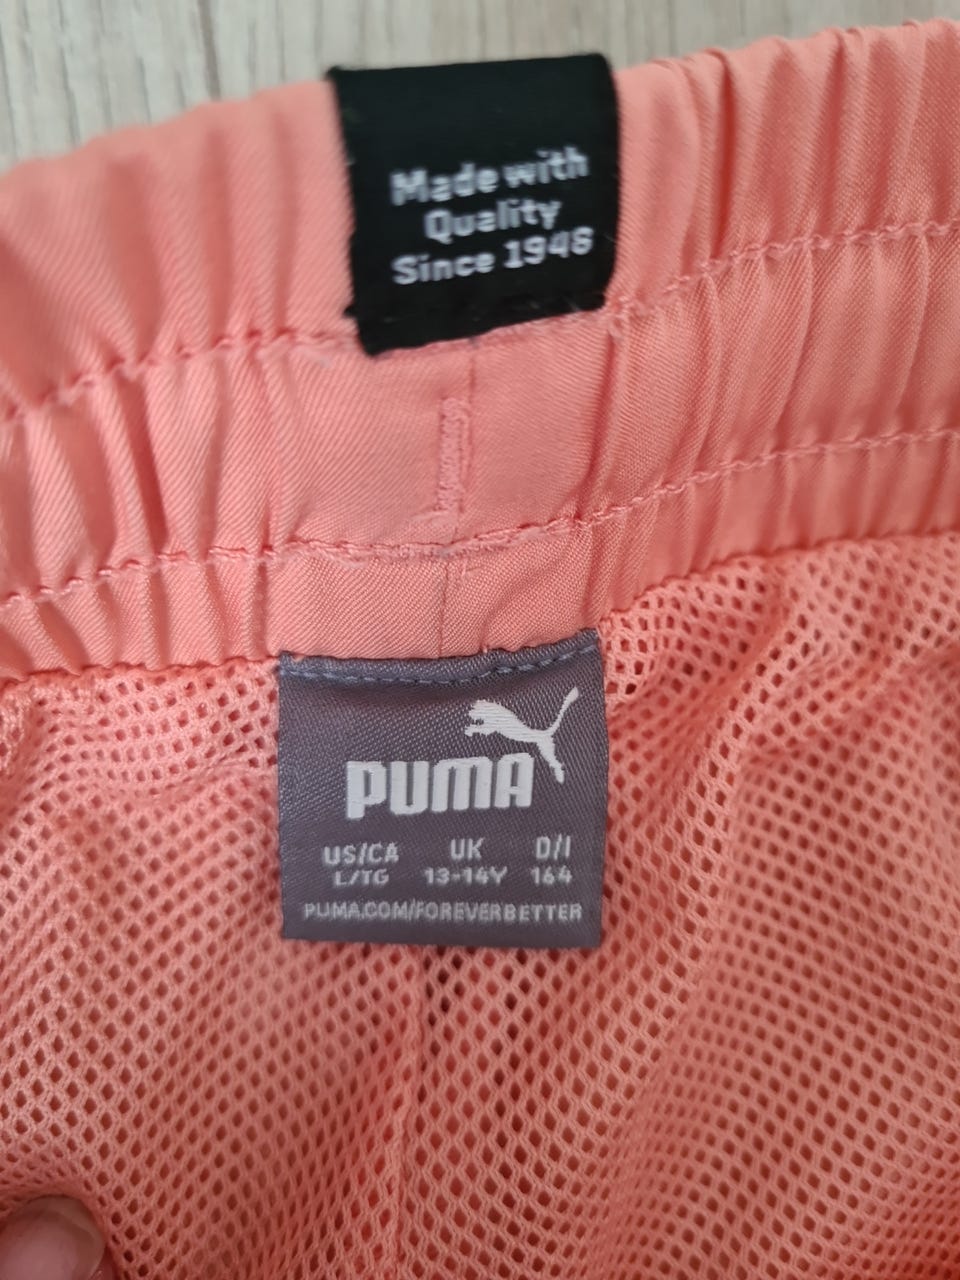 Made with
Quality
Since 1948
PUMA
US/CA UK D/I
L/TG 13-14Y 164
PUMA.COM/FOREVERBETTER